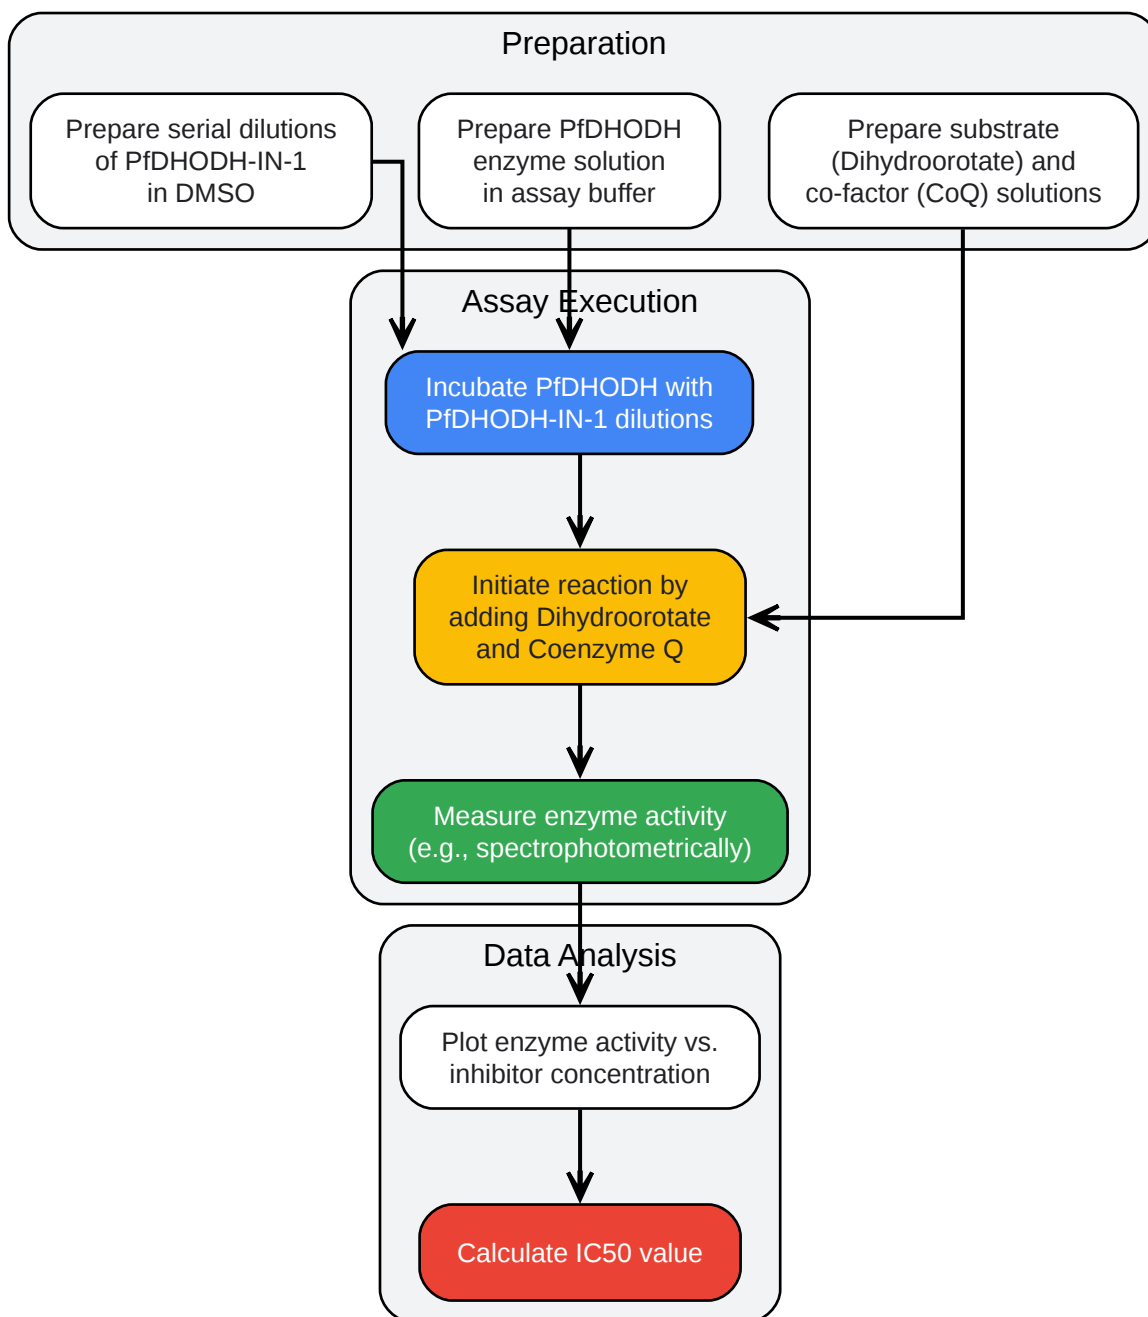 Preparation
Prepare serial dilutions
of PfDHODH-IN-1
in DMSO
Prepare PfDHODH
enzyme solution
in assay buffer
Prepare substrate
(Dihydroorotate) and
co-factor (CoQ) solutions
Assay Execution
Incubate PfDHODH with
PfDHODH-IN-1 dilutions
Initiate reaction by
adding Dihydroorotate
and Coenzyme Q
Measure enzyme activity
(e.g., spectrophotometrically)
Data Analysis
Plot enzyme activity vs.
inhibitor concentration
Calculate IC50 value